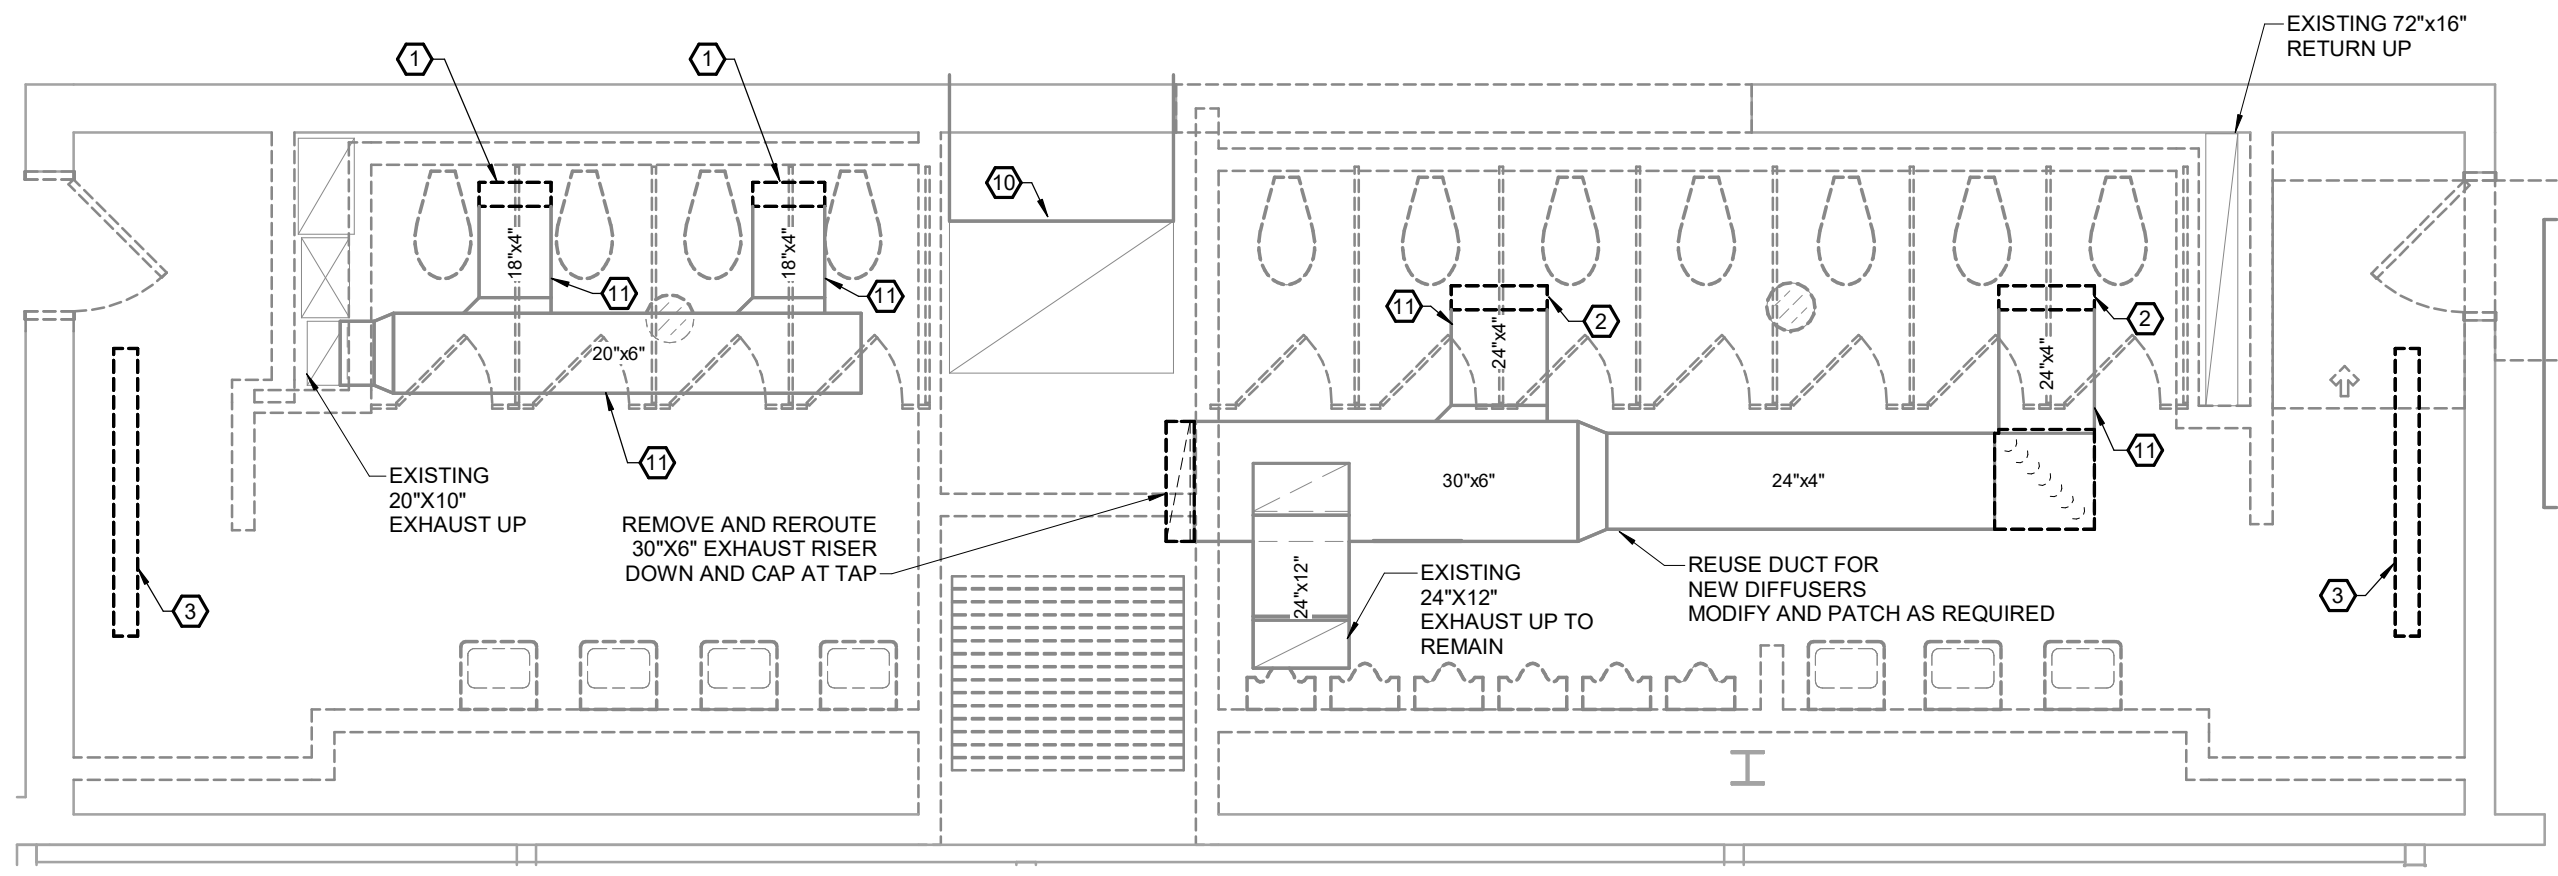 EXISTING 72"x16"
RETURN UP
1
1
10
18"x4"
18"x4"
11
11
11
24"x4"
2
24"x4"
2
20"x6"
11
11
EXISTING
20"X10"
EXHAUST UP
30"x6"
24"x4"
REMOVE AND REROUTE
30"X6" EXHAUST RISER
DOWN AND CAP AT TAP
24"x12"
EXISTING
24"X12"
EXHAUST UP TO
REMAIN
REUSE DUCT FOR
NEW DIFFUSERS
MODIFY AND PATCH AS REQUIRED
3
3